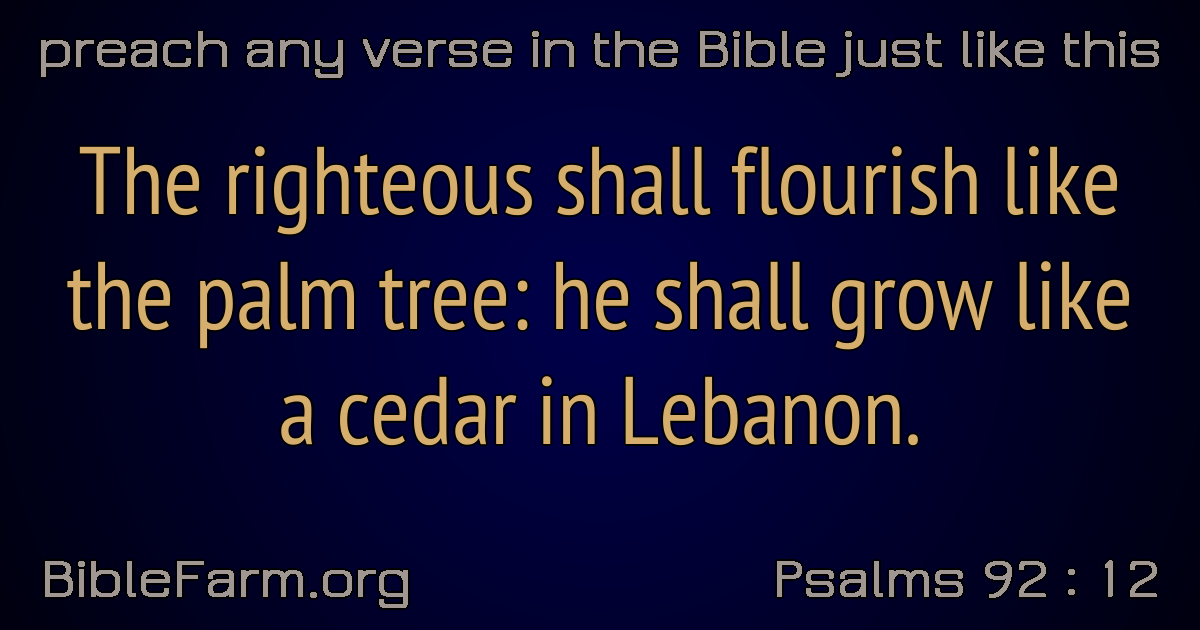 preach any verse in the Bible just like this
The righteous shall flourish like
the palm tree: he shall grow like
a cedar in Lebanon.
BibleFarm.org
Psalms 92 : 12